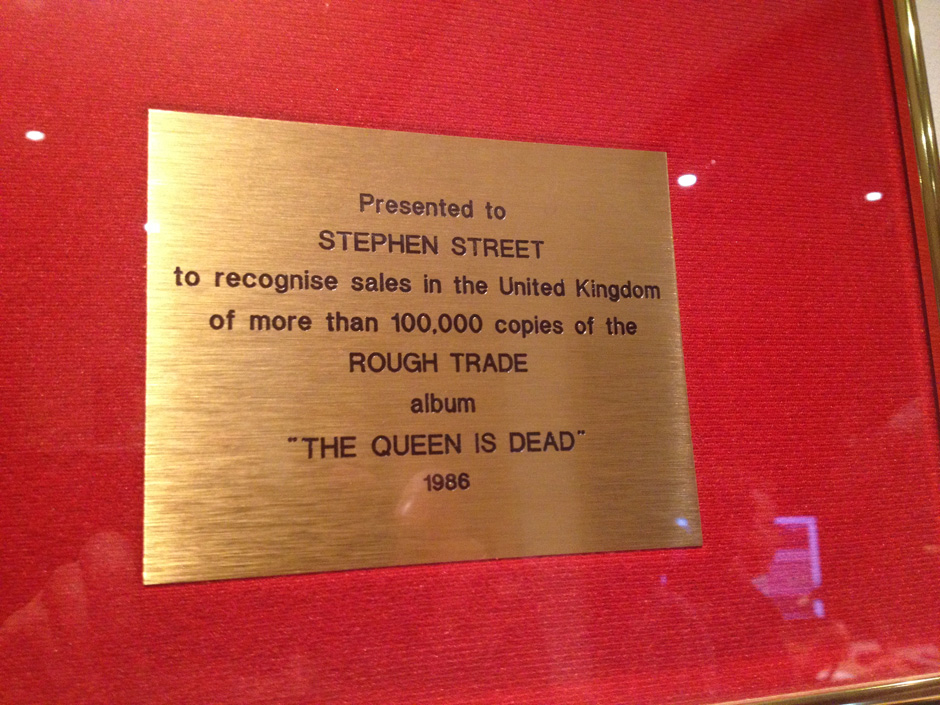 Presented to
STEPHEN STREET
to recognise sales in the United Kingdom
of more than 100,000 copies of the
ROUGH TRADE
album
"THE QUEEN IS DEAD"
1986